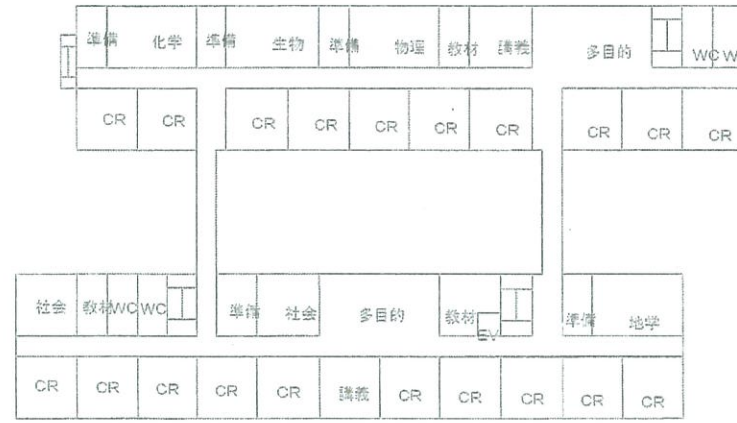 準備 化学 準備 生物 準備 物理 教材 講義 多目的 WC W
CR CR CR CR CR CR CR CR CR CR
社会 教材 WC WC 準備 社会 多目的 教材 EV 準備 地学
CR CR CR CR CR 講義 CR CR CR CR CR